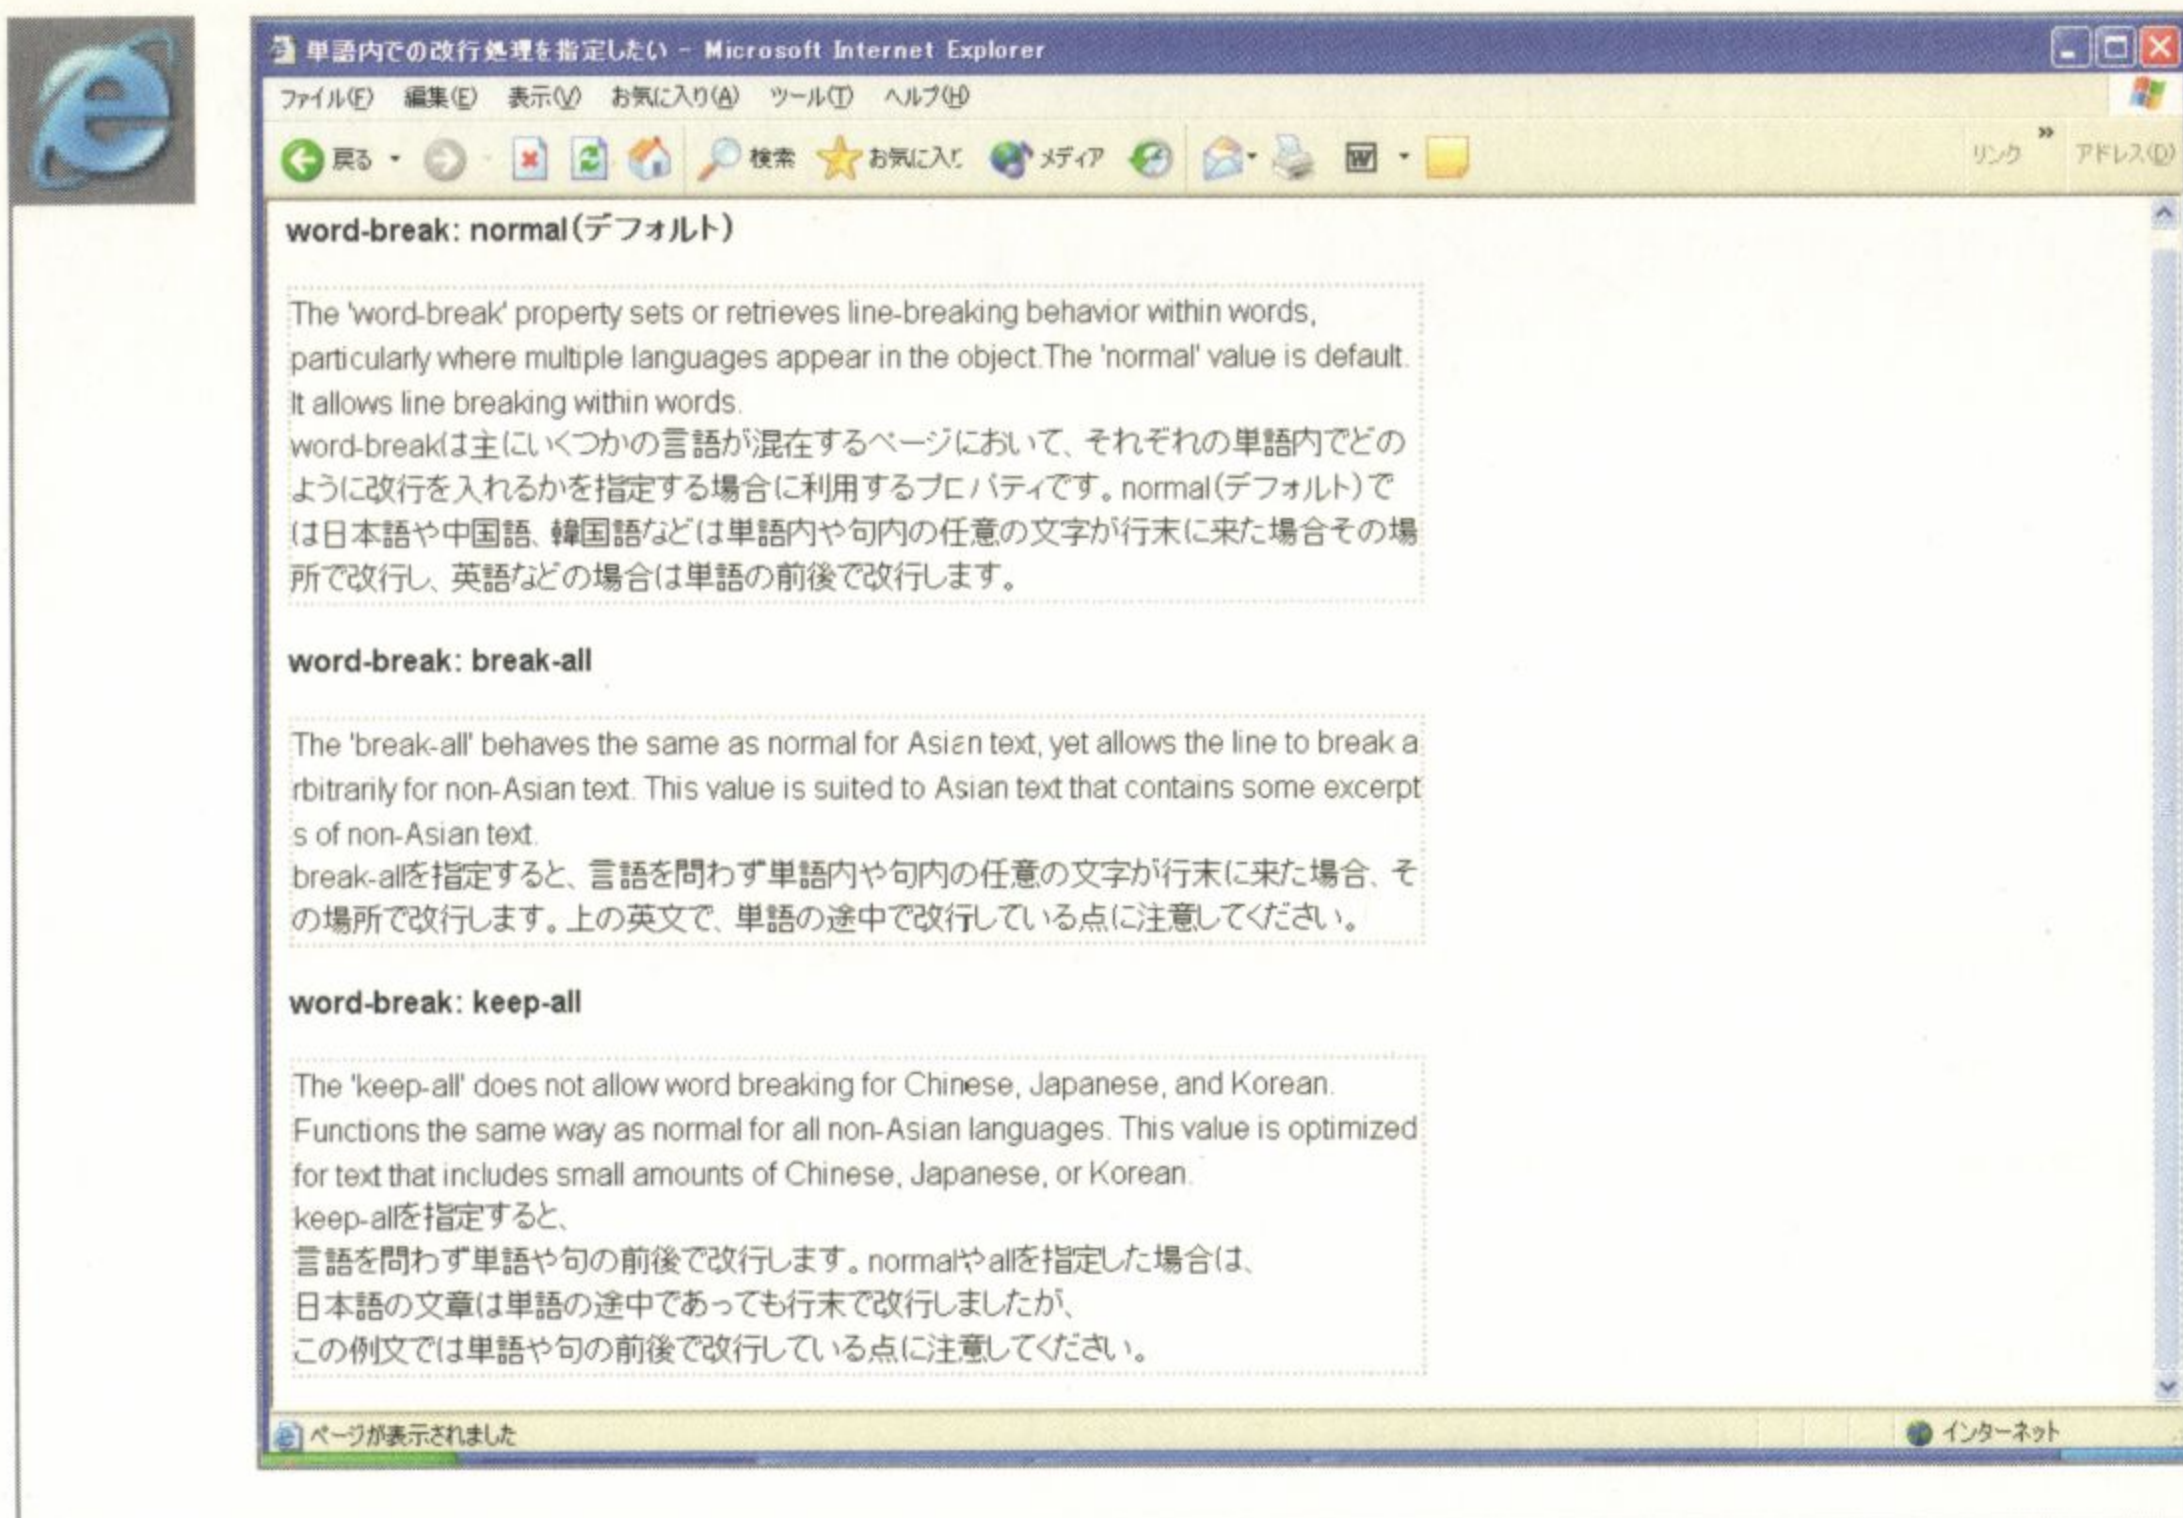 単語内での改行処理を指定したい - Microsoft Internet Explorer
ファイル(F) 編集(E) 表示(V) お気に入り(A) ツール(T) ヘルプ(H)
戻る 検索 お気に入り メディア リンク » アドレス(D)
word-break: normal(デフォルト)
The 'word-break' property sets or retrieves line-breaking behavior within words,
particularly where multiple languages appear in the object.The 'normal' value is default.
It allows line breaking within words.
word-breakは主にいくつかの言語が混在するページにおいて、それぞれの単語内でどの
ように改行を入れるかを指定する場合に利用するプロパティです。normal(デフォルト)で
は日本語や中国語、韓国語などは単語内や句内の任意の文字が行末に来た場合その場
所で改行し、英語などの場合は単語の前後で改行します。
word-break: break-all
The 'break-all' behaves the same as normal for Asian text, yet allows the line to break a
rbitrarily for non-Asian text. This value is suited to Asian text that contains some excerpt
s of non-Asian text.
break-allを指定すると、言語を問わず単語内や句内の任意の文字が行末に来た場合、そ
の場所で改行します。上の英文で、単語の途中で改行している点に注意してください。
word-break: keep-all
The 'keep-all' does not allow word breaking for Chinese, Japanese, and Korean.
Functions the same way as normal for all non-Asian languages. This value is optimized
for text that includes small amounts of Chinese, Japanese, or Korean.
keep-allを指定すると、
言語を問わず単語や句の前後で改行します。normalやallを指定した場合は、
日本語の文章は単語の途中であっても行末で改行しましたが、
この例文では単語や句の前後で改行している点に注意してください。
ページが表示されました インターネット